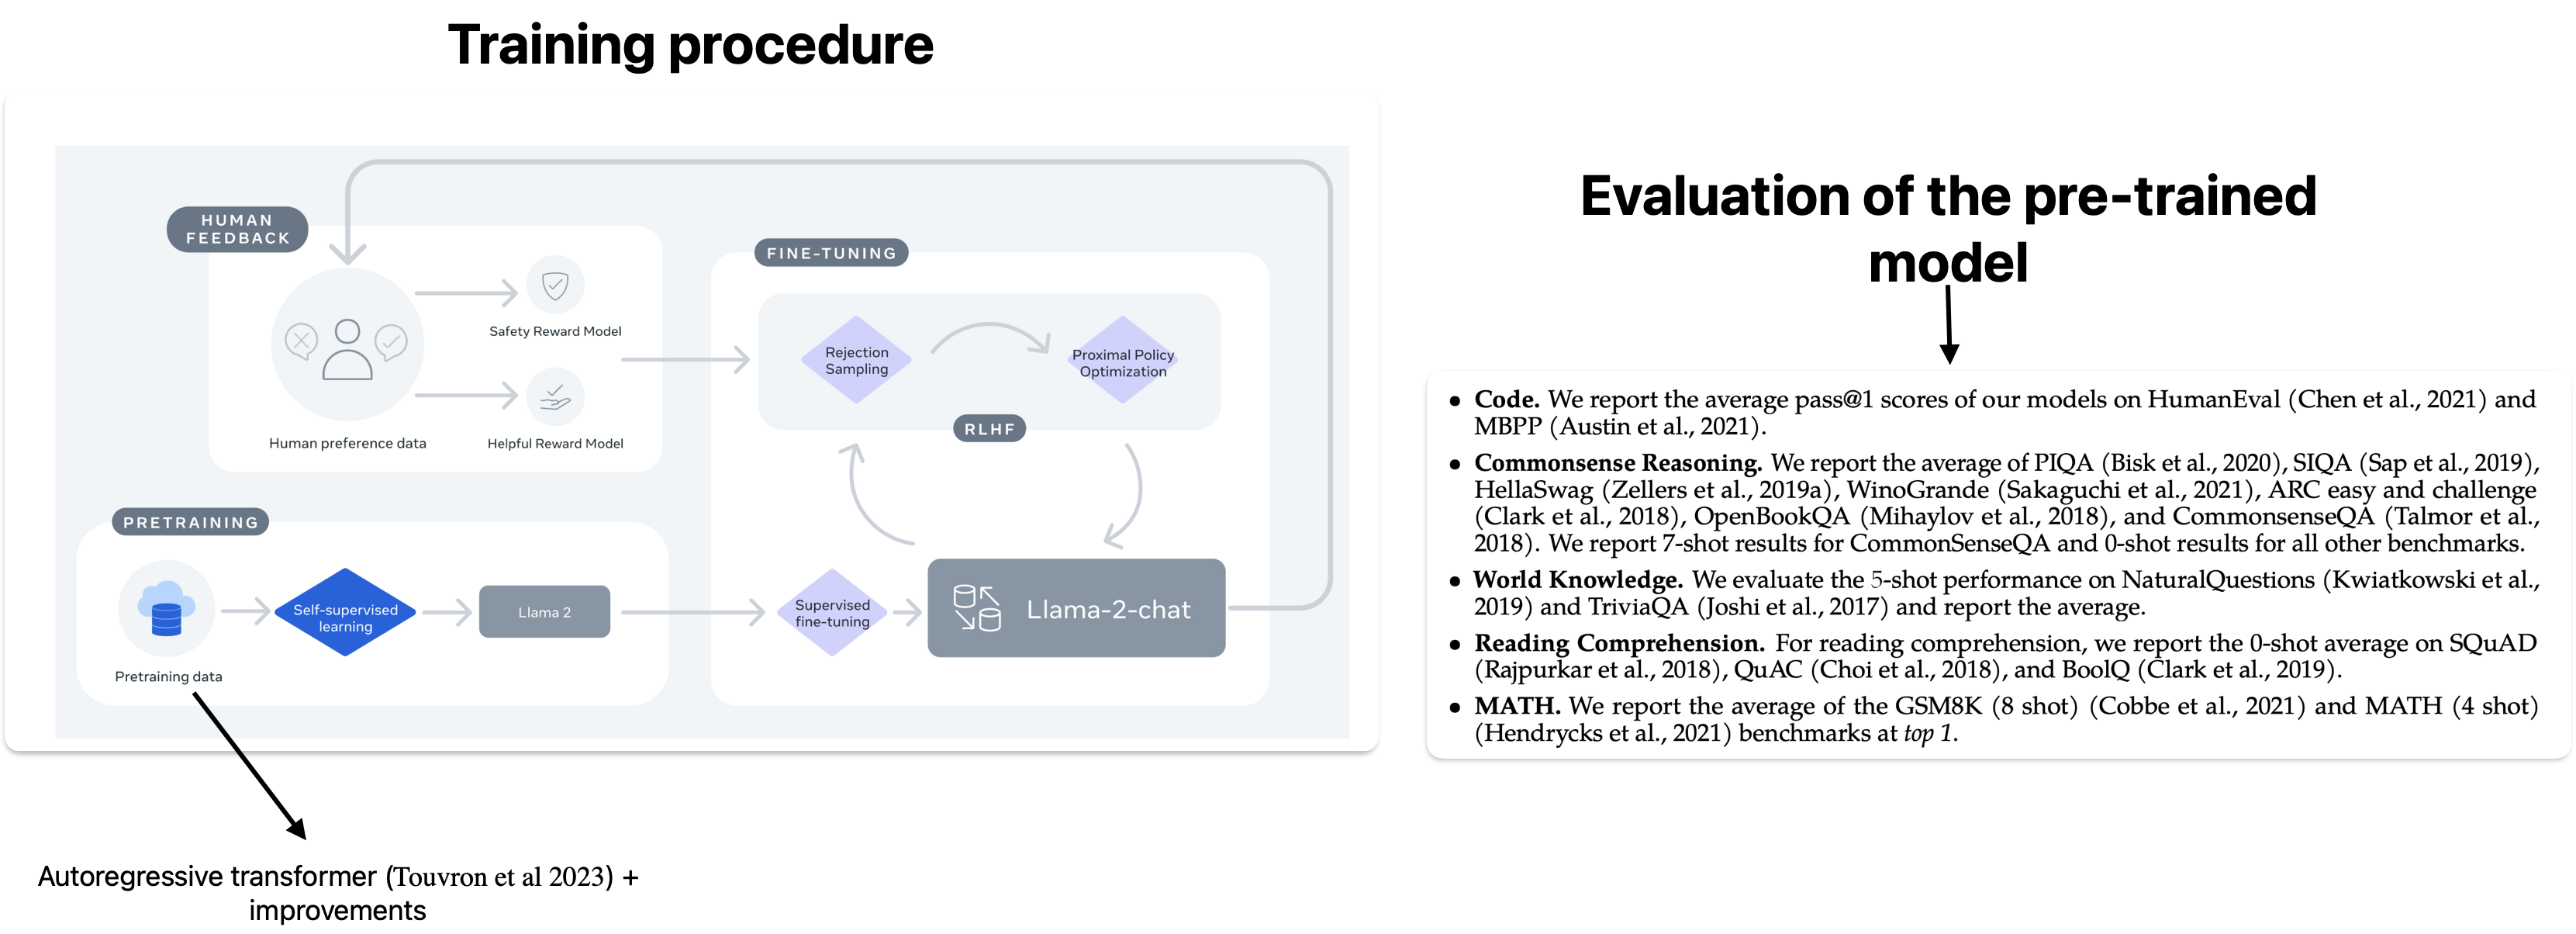 Training procedure
HUMAN
FEEDBACK
Human preference data
Safety Reward Model
Helpful Reward Model
FINE-TUNING
Rejection
Sampling
Proximal Policy
Optimization
RLHF
PRETRAINING
Pretraining data
Self-supervised
learning
Llama 2
Supervised
fine-tuning
Llama-2-chat
Autoregressive transformer (Touvron et al 2023) +
improvements
Evaluation of the pre-trained
model
• Code. We report the average pass@1 scores of our models on HumanEval (Chen et al., 2021) and
MBPP (Austin et al., 2021).
• Commonsense Reasoning. We report the average of PIQA (Bisk et al., 2020), SIQA (Sap et al., 2019),
HellaSwag (Zellers et al., 2019a), WinoGrande (Sakaguchi et al., 2021), ARC easy and challenge
(Clark et al., 2018), OpenBookQA (Mihaylov et al., 2018), and CommonsenseQA (Talmor et al.,
2018). We report 7-shot results for CommonSenseQA and 0-shot results for all other benchmarks.
• World Knowledge. We evaluate the 5-shot performance on NaturalQuestions (Kwiatkowski et al.,
2019) and TriviaQA (Joshi et al., 2017) and report the average.
• Reading Comprehension. For reading comprehension, we report the 0-shot average on SQuAD
(Rajpurkar et al., 2018), QuAC (Choi et al., 2018), and BoolQ (Clark et al., 2019).
• MATH. We report the average of the GSM8K (8 shot) (Cobbe et al., 2021) and MATH (4 shot)
(Hendrycks et al., 2021) benchmarks at top 1.